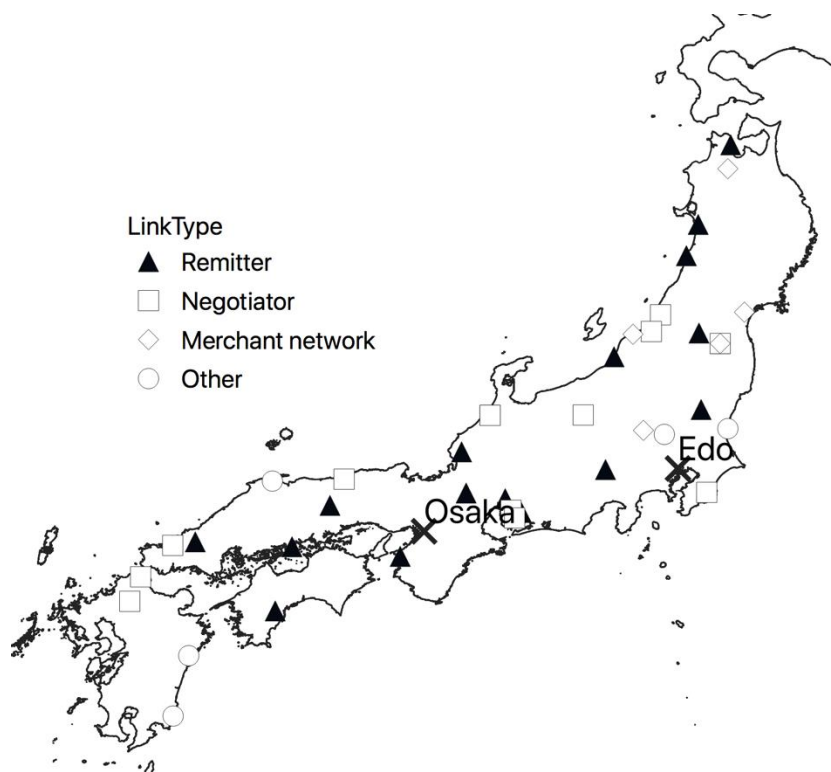 LinkType
Remitter
Negotiator
Merchant network
Other
Edo
Osaka